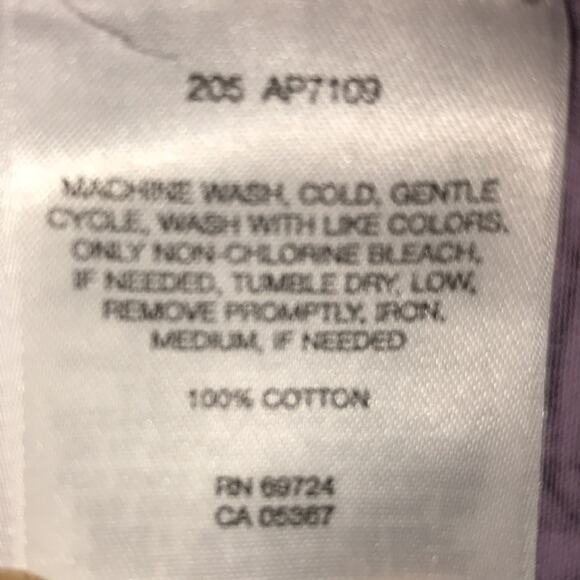 205 AP7109
MACHINE WASH, COLD, GENTLE
CYCLE, WASH WITH LIKE COLORS,
ONLY NON-CHLORINE BLEACH,
IF NEEDED, TUMBLE DRY, LOW,
REMOVE PROMPTLY, IRON,
MEDIUM, IF NEEDED
100% COTTON
RN 69724
CA 05367